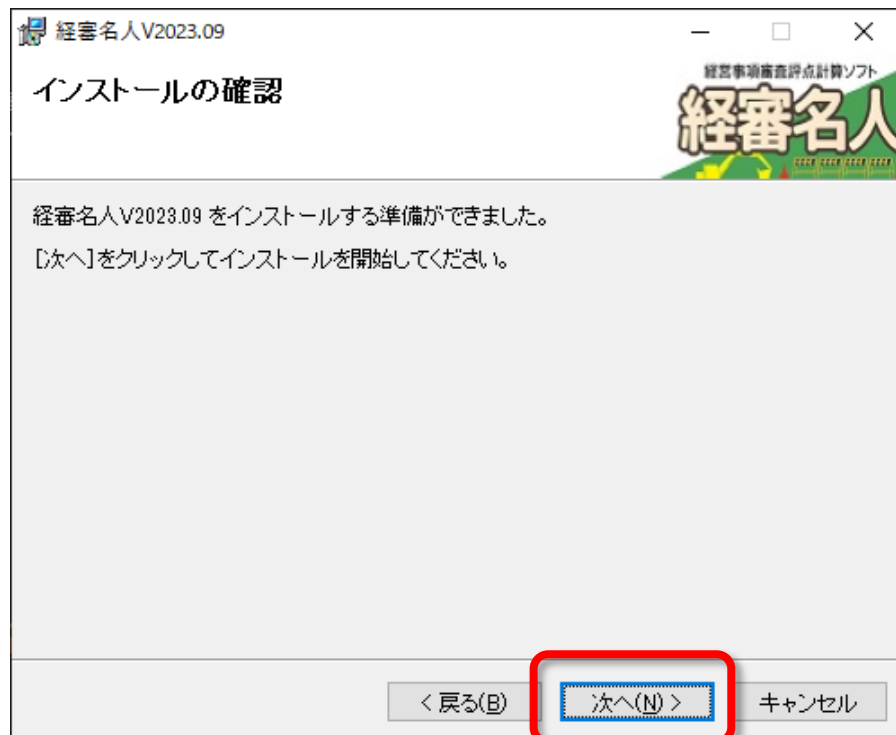 経審名人V2023.09
インストールの確認
経営事項審査評点計算ソフト
経審名人
経審名人V2023.09 をインストールする準備ができました。
[次へ]をクリックしてインストールを開始してください。
< 戻る(B)
次へ(N) >
キャンセル